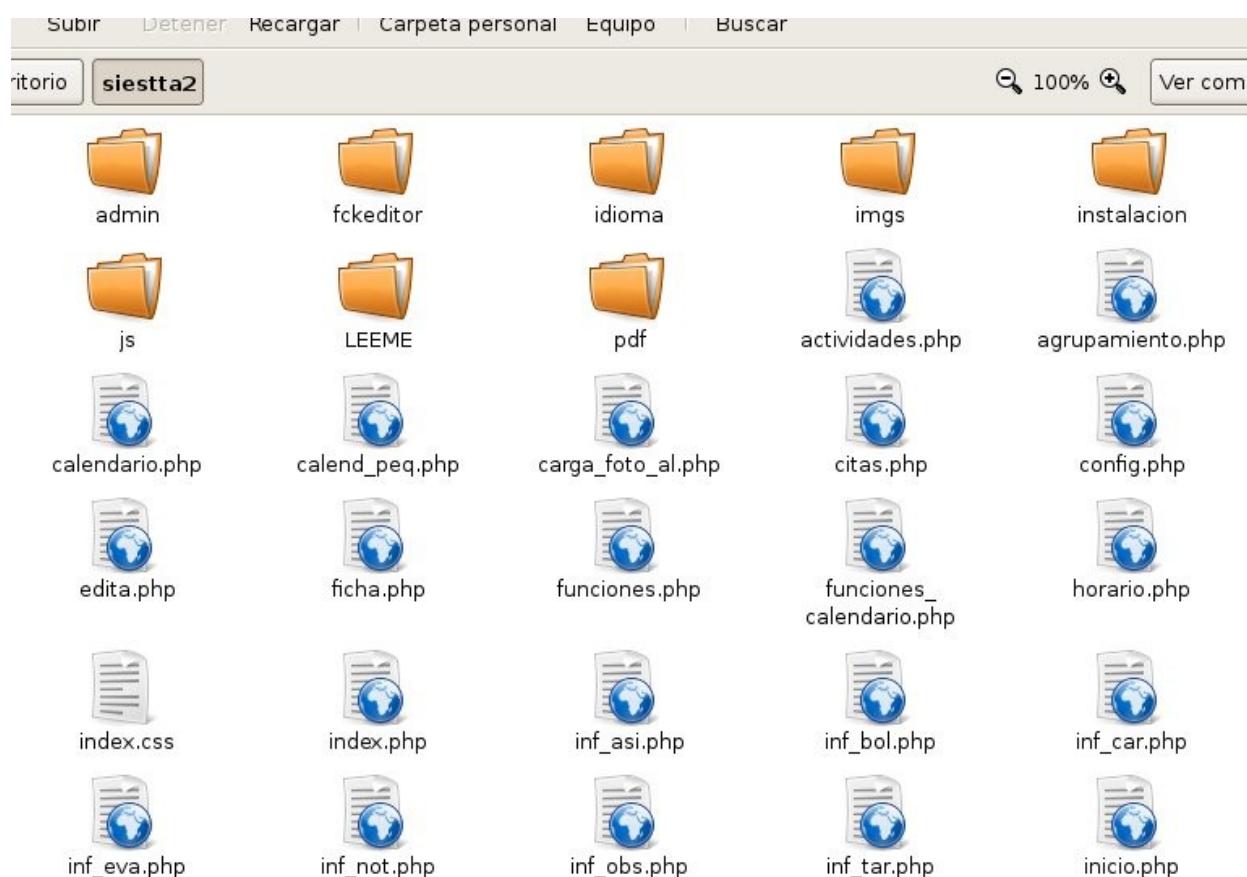 Subir Detener Recargar Carpeta personal Equipo Buscar
ritorio siestta2 100% Ver com
admin fckeditor idioma imgs instalacion
js LEEME pdf actividades.php agrupamiento.php
calendario.php calend_peq.php carga_foto_al.php citas.php config.php
edita.php ficha.php funciones.php funciones_ horario.php
calendario.php
index.css index.php inf_asi.php inf_bol.php inf_car.php
inf_eva.php inf_not.php inf_obs.php inf_tar.php inicio.php